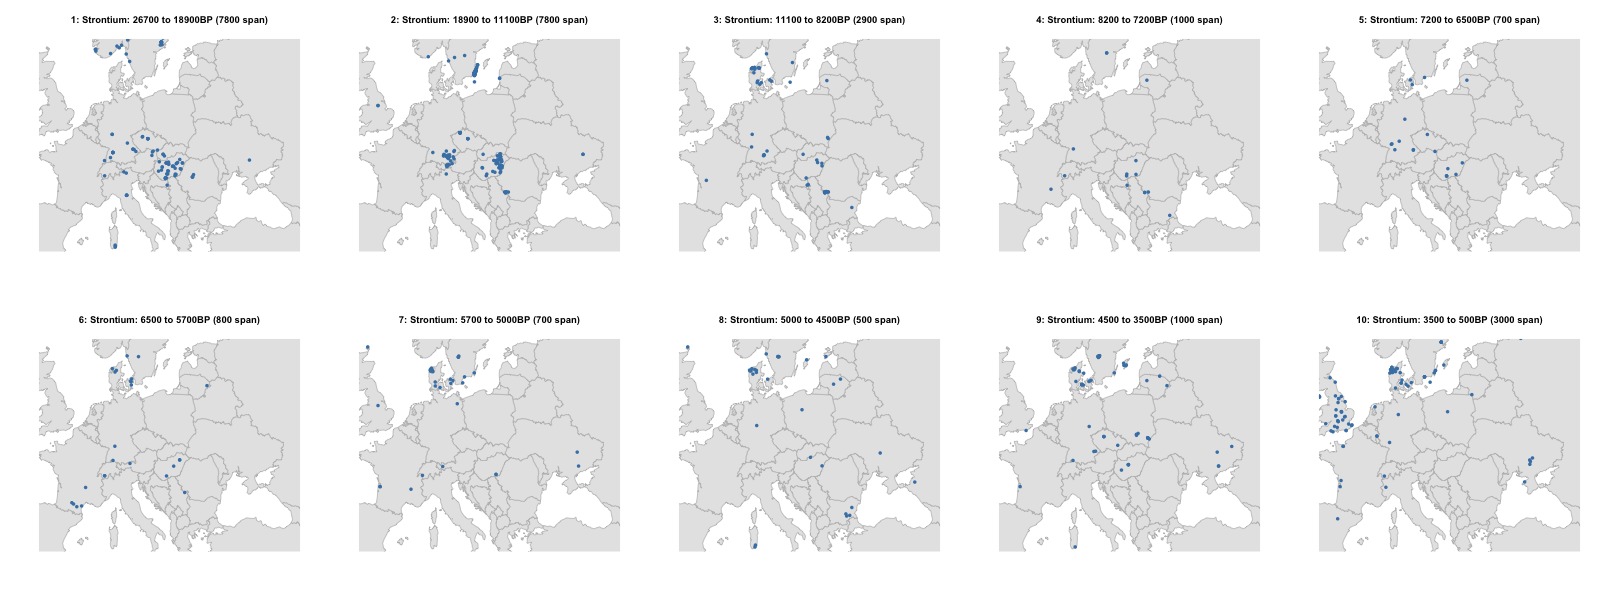 1: Strontium: 26700 to 18900BP (7800 span)
2: Strontium: 18900 to 11100BP (7800 span)
3: Strontium: 11100 to 8200BP (2900 span)
4: Strontium: 8200 to 7200BP (1000 span)
5: Strontium: 7200 to 6500BP (700 span)
6: Strontium: 6500 to 5700BP (800 span)
7: Strontium: 5700 to 5000BP (700 span)
8: Strontium: 5000 to 4500BP (500 span)
9: Strontium: 4500 to 3500BP (1000 span)
10: Strontium: 3500 to 500BP (3000 span)